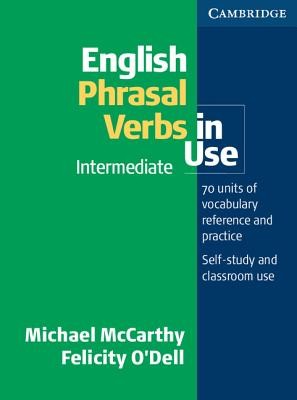 CAMBRIDGE
English
Phrasal
Verbs in
Intermediate Use
70 units of
vocabulary
reference and
practice
Self-study and
classroom use
Michael McCarthy
Felicity O'Dell